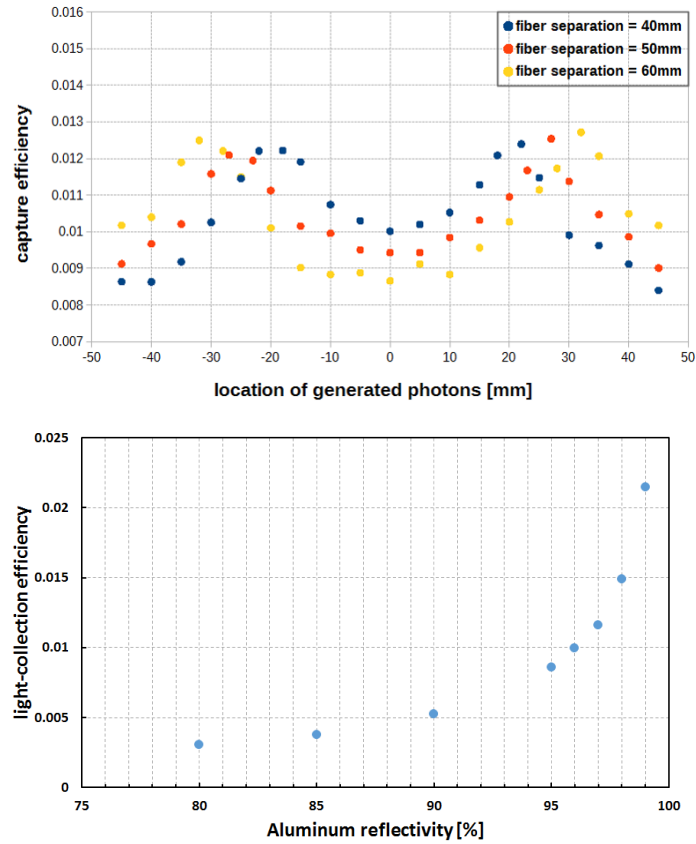 0.016
0.015
0.014
0.013
0.012
0.011
0.01
0.009
0.008
0.007
capture efficiency
fiber separation = 40mm
fiber separation = 50mm
fiber separation = 60mm
-50 -40 -30 -20 -10 0 10 20 30 40 50
location of generated photons [mm]
0.025
0.02
0.015
0.01
0.005
0
light-collection efficiency
75 80 85 90 95 100
Aluminum reflectivity [%]